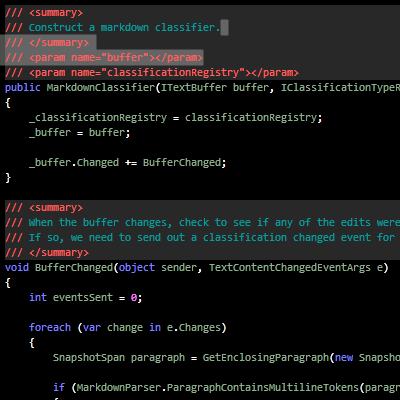 /// <summary>
/// Construct a markdown classifier.
/// </summary>
/// <param name="buffer"></param>
/// <param name="classificationRegistry"></param>
public MarkdownClassifier(ITextBuffer buffer, IClassificationTypeR
{
    _classificationRegistry = classificationRegistry;
    _buffer = buffer;
    _buffer.Changed += BufferChanged;
}
/// <summary>
/// When the buffer changes, check to see if any of the edits were
/// If so, we need to send out a classification changed event for
/// </summary>
void BufferChanged(object sender, TextContentChangedEventArgs e)
{
    int eventsSent = 0;
    foreach (var change in e.Changes)
    {
        SnapshotSpan paragraph = GetEnclosingParagraph(new Snapsho
        if (MarkdownParser.ParagraphContainsMultilineTokens(paragr